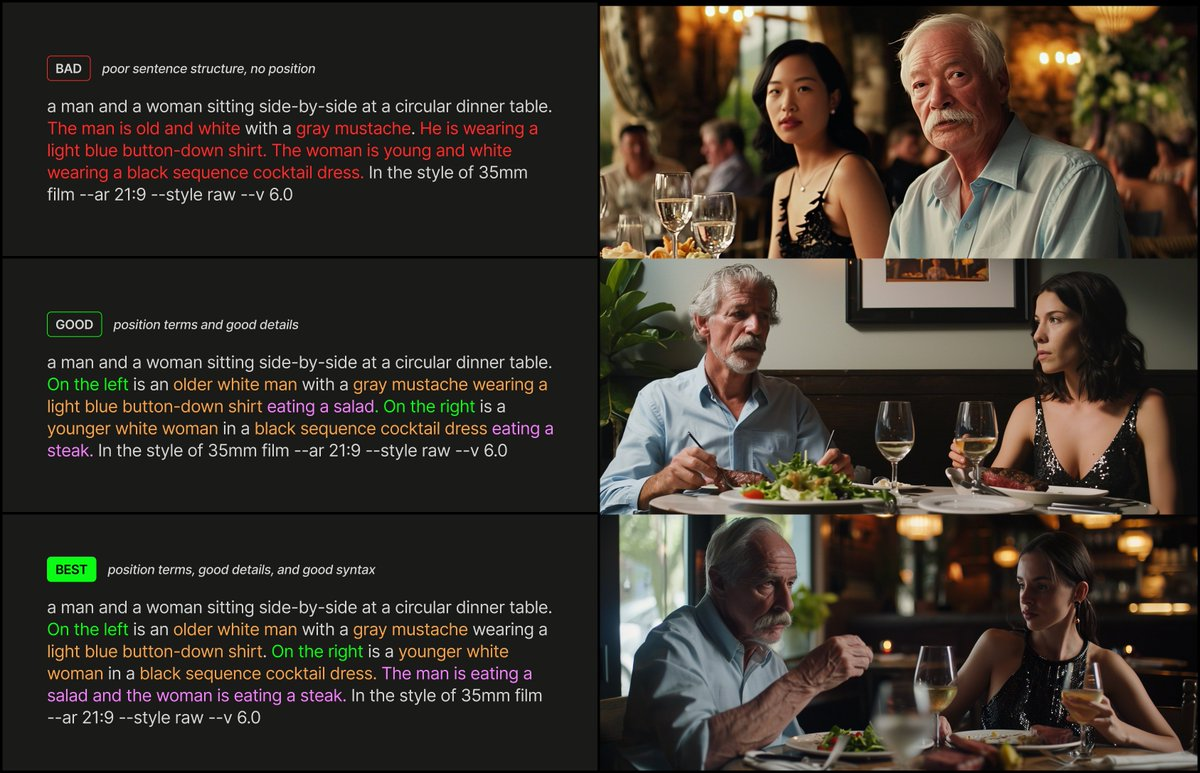 BAD poor sentence structure, no position
a man and a woman sitting side-by-side at a circular dinner table.
The man is old and white with a gray mustache. He is wearing a
light blue button-down shirt. The woman is young and white
wearing a black sequence cocktail dress. In the style of 35mm
film --ar 21:9 --style raw --v 6.0
GOOD position terms and good details
a man and a woman sitting side-by-side at a circular dinner table.
On the left is an older white man with a gray mustache wearing a
light blue button-down shirt eating a salad. On the right is a
younger white woman in a black sequence cocktail dress eating a
steak. In the style of 35mm film --ar 21:9 --style raw --v 6.0
BEST position terms, good details, and good syntax
a man and a woman sitting side-by-side at a circular dinner table.
On the left is an older white man with a gray mustache wearing a
light blue button-down shirt. On the right is a younger white
woman in a black sequence cocktail dress. The man is eating a
salad and the woman is eating a steak. In the style of 35mm film
--ar 21:9 --style raw --v 6.0